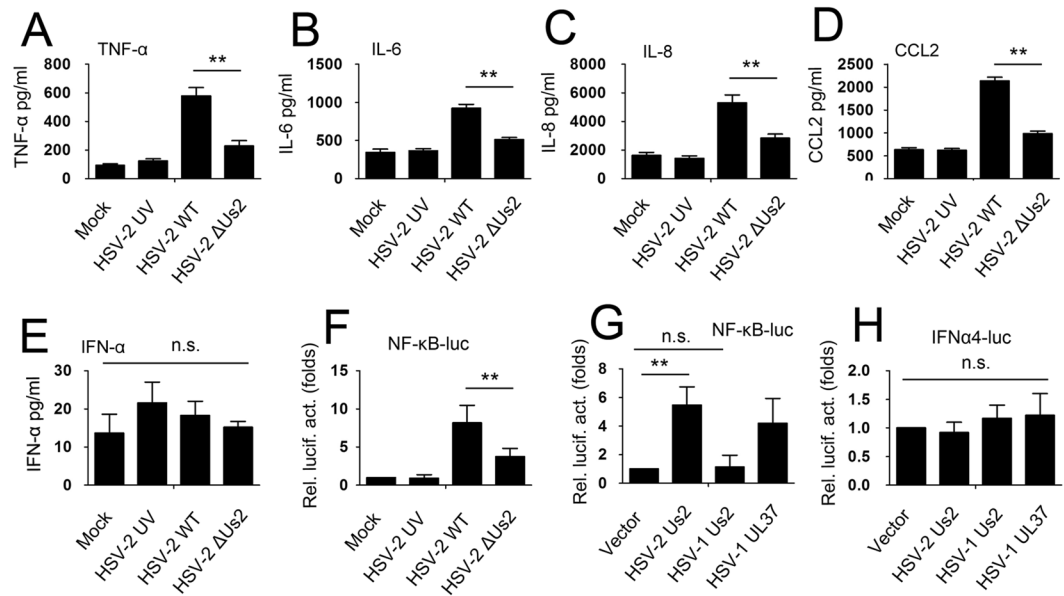 A
TNF-α
TNF-α pg/ml
800
600
400
200
0
**
Mock
HSV-2 UV
HSV-2 WT
HSV-2 ΔUs2
B
IL-6
IL-6 pg/ml
1500
1000
500
0
**
Mock
HSV-2 UV
HSV-2 WT
HSV-2 ΔUs2
C
IL-8
IL-8 pg/ml
8000
6000
4000
2000
0
**
Mock
HSV-2 UV
HSV-2 WT
HSV-2 ΔUs2
D
CCL2
CCL2 pg/ml
2500
2000
1500
1000
500
0
**
Mock
HSV-2 UV
HSV-2 WT
HSV-2 ΔUs2
E
IFN-α
n.s.
IFN-α pg/ml
30
20
10
0
Mock
HSV-2 UV
HSV-2 WT
HSV-2 ΔUs2
F
NF-κB-luc
Rel. lucif. act. (folds)
15
10
5
0
**
Mock
HSV-2 UV
HSV-2 WT
HSV-2 ΔUs2
G
NF-κB-luc
n.s.
**
Rel. lucif. act. (folds)
8
6
4
2
0
Vector
HSV-2 Us2
HSV-1 Us2
HSV-1 UL37
H
IFNα4-luc
n.s.
Rel. lucif. act. (folds)
2.0
1.5
1.0
0.5
0.0
Vector
HSV-2 Us2
HSV-1 Us2
HSV-1 UL37